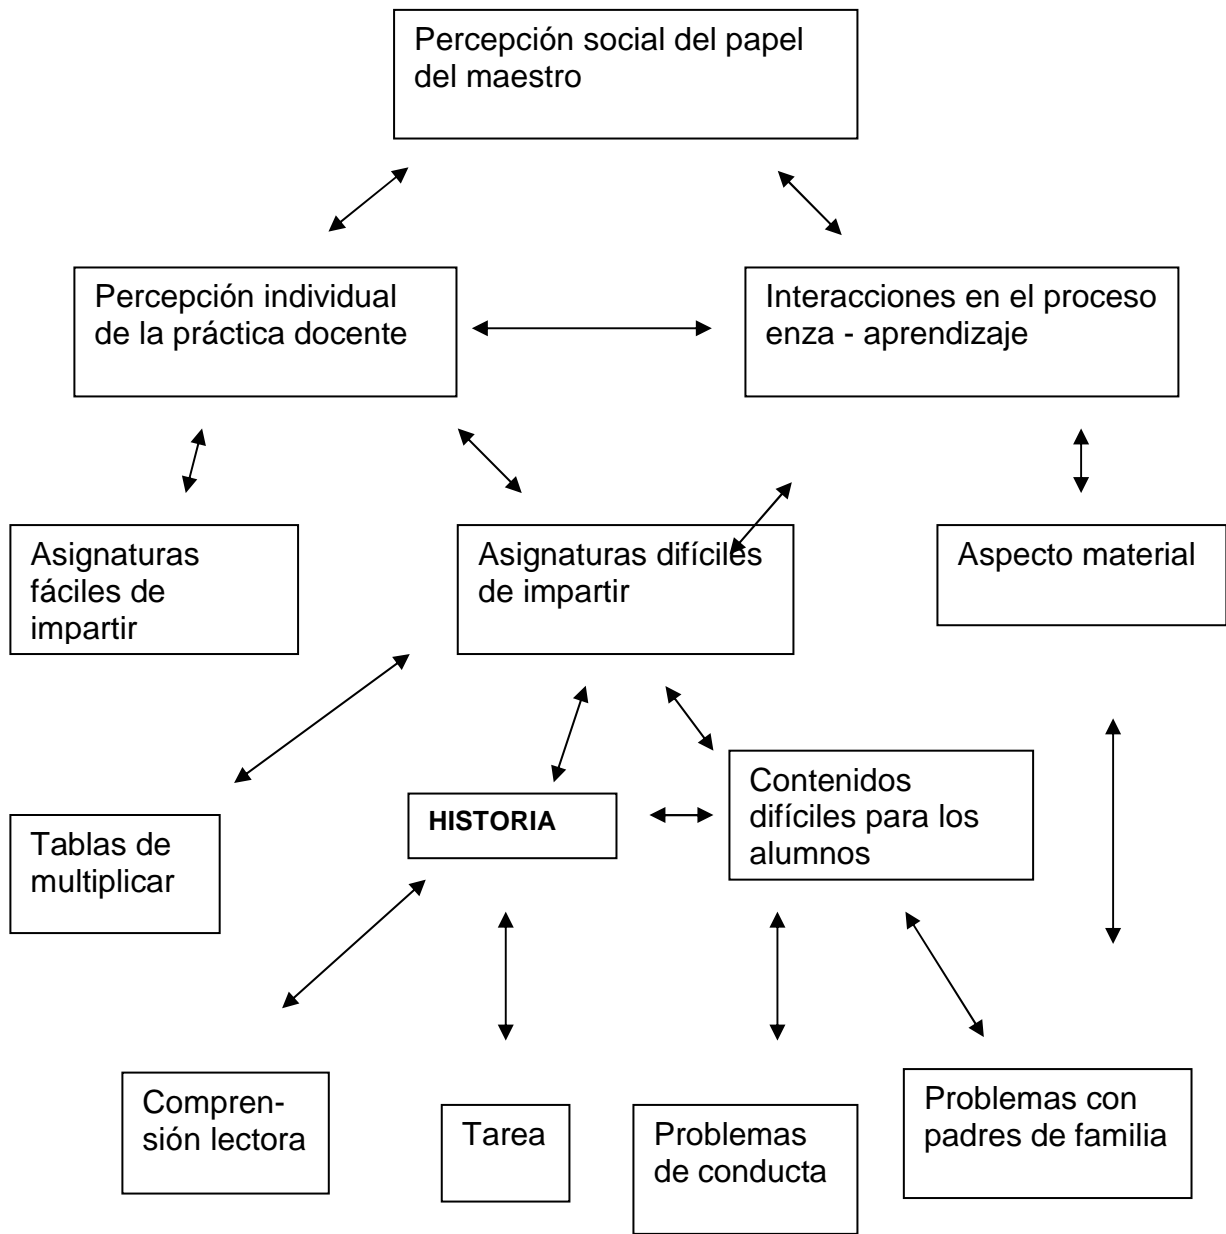 Percepción social del papel
del maestro
Percepción individual
de la práctica docente
Interacciones en el proceso
enza - aprendizaje
Asignaturas
fáciles de
impartir
Asignaturas difíciles
de impartir
Aspecto material
Tablas de
multiplicar
HISTORIA
Contenidos
difíciles para los
alumnos
Compren-
sión lectora
Tarea
Problemas
de conducta
Problemas con
padres de familia